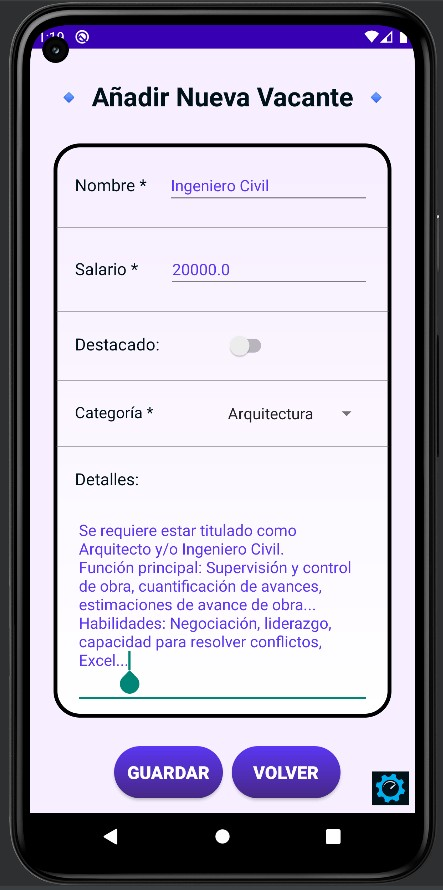 1:19
Añadir Nueva Vacante
Nombre * Ingeniero Civil
Salario * 20000.0
Destacado:
Categoría * Arquitectura
Detalles:
Se requiere estar titulado como
Arquitecto y/o Ingeniero Civil.
Función principal: Supervisión y control
de obra, cuantificación de avances,
estimaciones de avance de obra...
Habilidades: Negociación, liderazgo,
capacidad para resolver conflictos,
Excel...
GUARDAR VOLVER